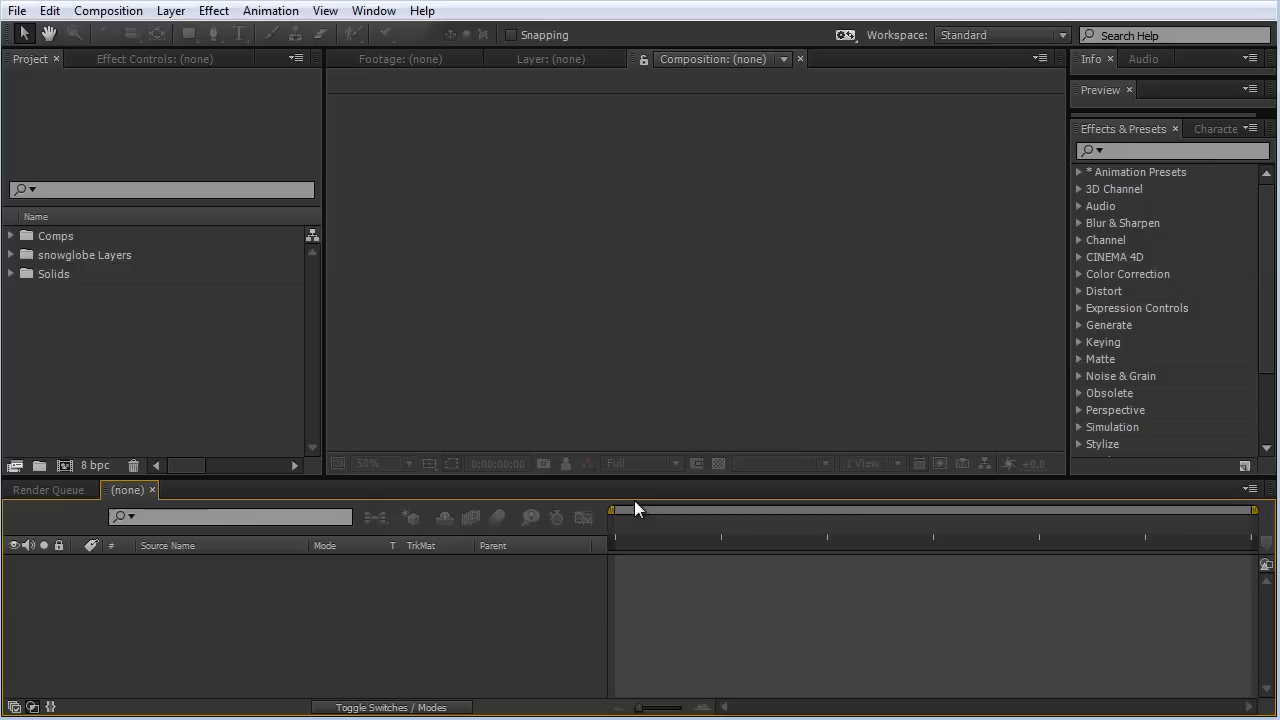 File Edit Composition Layer Effect Animation View Window Help
Snapping Workspace: Standard Search Help
Project Effect Controls: (none) Footage: (none) Layer: (none) Composition: (none) Info Audio
Preview
Effects & Presets Characte
* Animation Presets
3D Channel
Audio
Blur & Sharpen
Channel
CINEMA 4D
Color Correction
Distort
Expression Controls
Generate
Keying
Matte
Noise & Grain
Obsolete
Perspective
Simulation
Stylize
Name
Comps
snowglobe Layers
Solids
8 bpc 50% 0:00:00:00 Full 1 View +0.0
Render Queue (none)
# Source Name Mode T TrkMat Parent
Toggle Switches / Modes